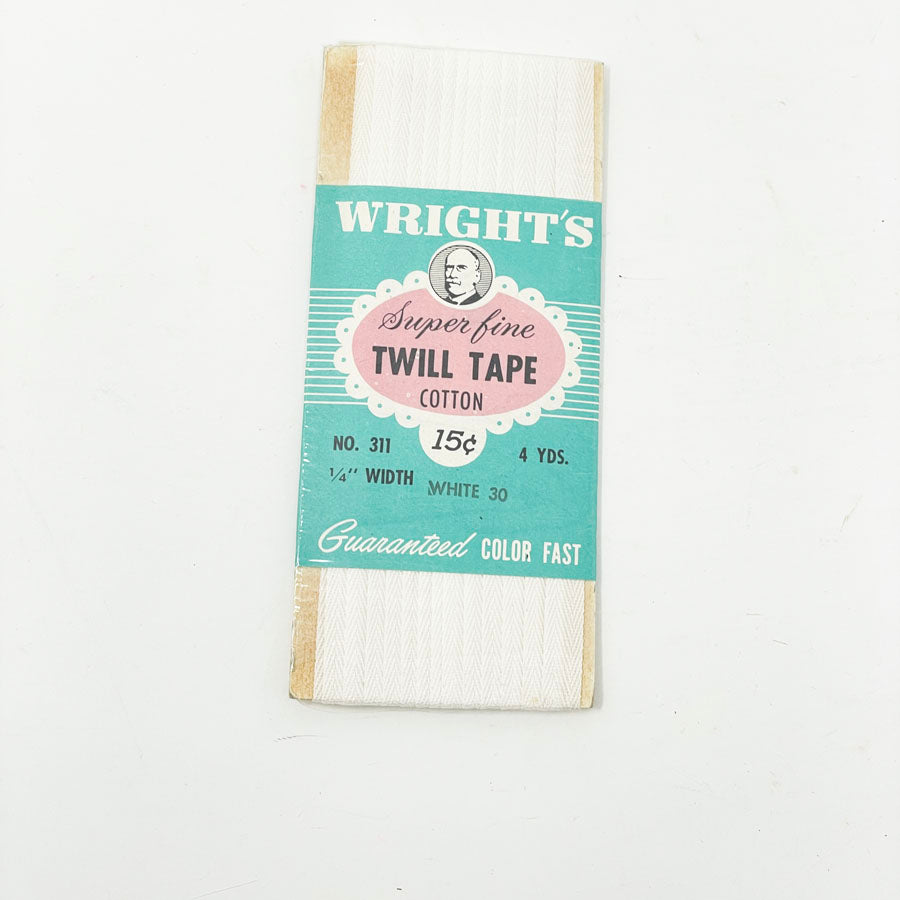 WRIGHT'S
Super fine
TWILL TAPE
COTTON
15¢
NO. 311
4 YDS.
1/4" WIDTH
WHITE 30
Guaranteed COLOR FAST